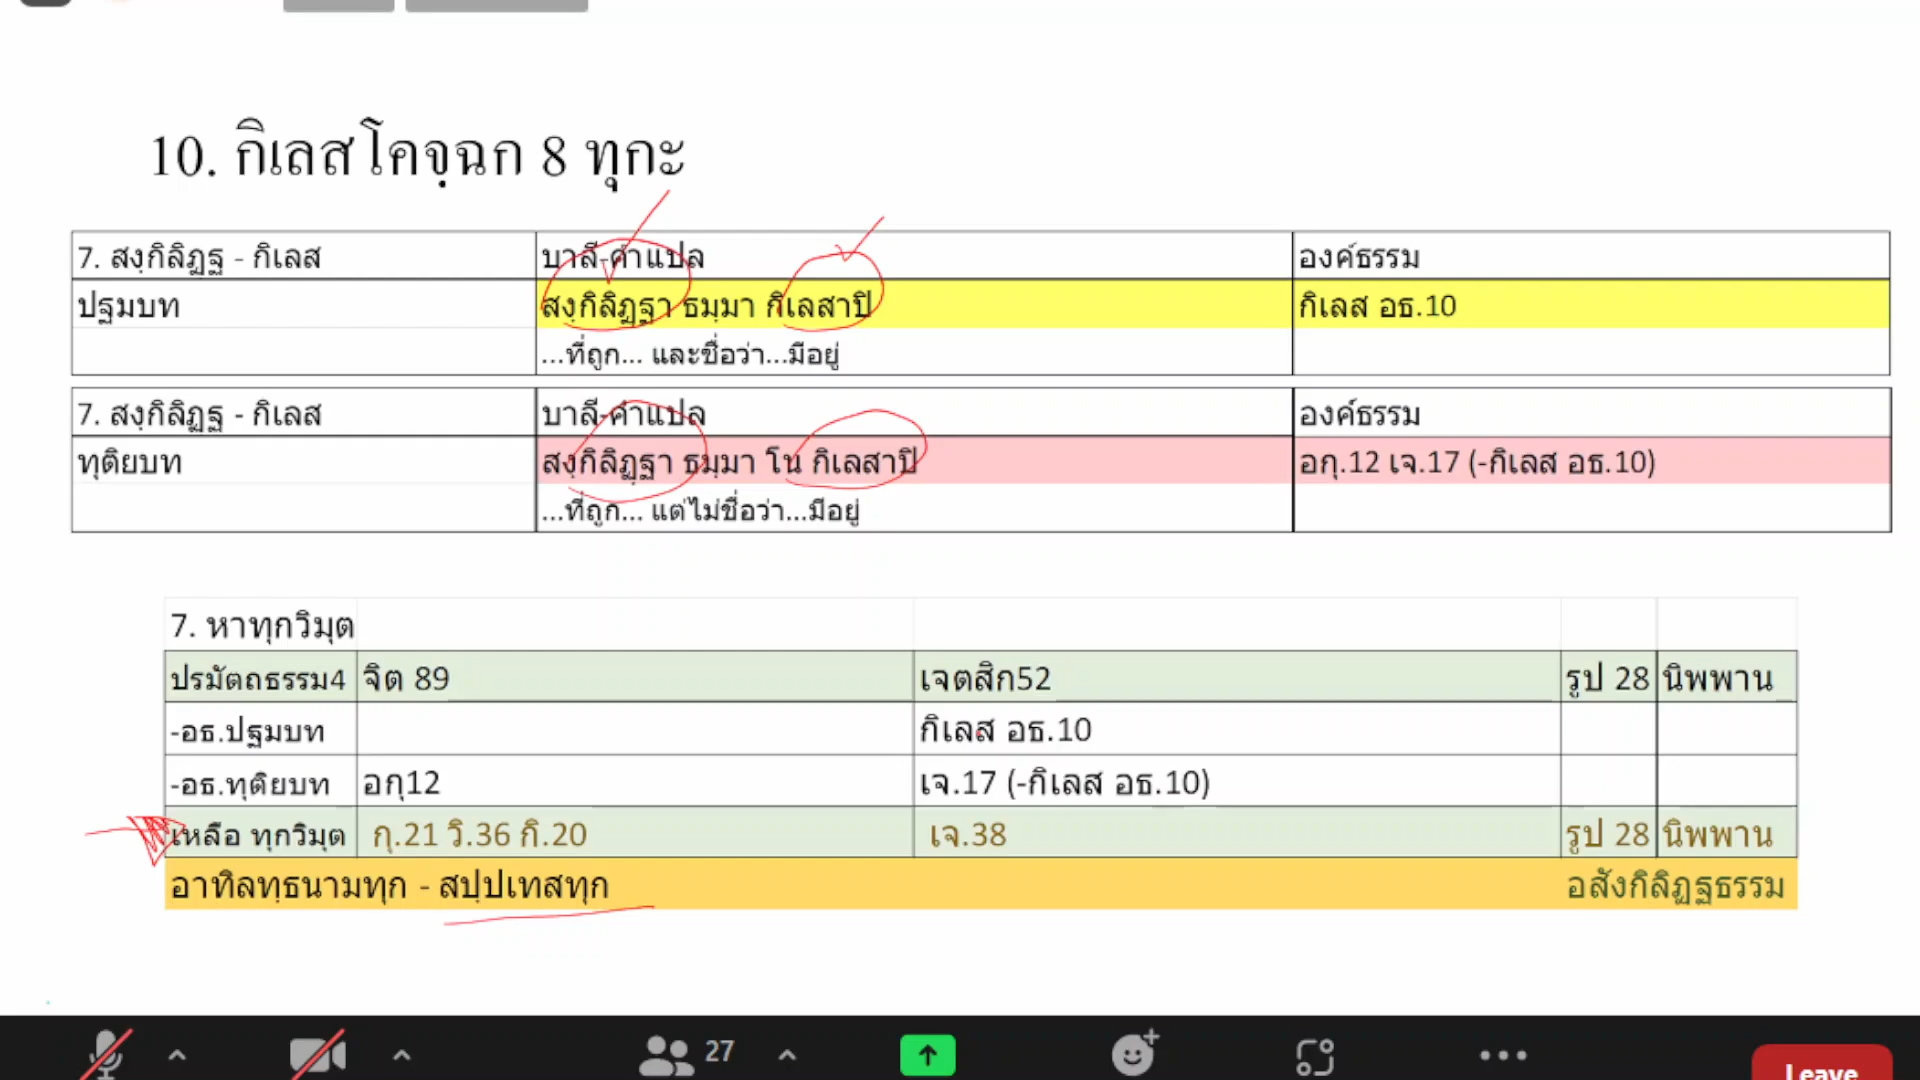 10. กิเลสโคจฺฉก 8 ทุกะ
7. สงฺกิลิฏฺฐ - กิเลส บาลี-คำแปล องค์ธรรม
ปฐมบท สงฺกิลิฏฺฐา ธมฺมา กิเลสาปิ กิเลส อธ.10
...ที่ถูก... และชื่อว่า...มีอยู่
7. สงฺกิลิฏฺฐ - กิเลส บาลี-คำแปล องค์ธรรม
ทุติยบท สงฺกิลิฏฺฐา ธมฺมา โน กิเลสาปิ อกุ.12 เจ.17 (-กิเลส อธ.10)
...ที่ถูก... แต่ไม่ชื่อว่า...มีอยู่
7. หาทุกวิมุต
ปรมัตถธรรม4 จิต 89 เจตสิก52 รูป 28 นิพพาน
-อธ.ปฐมบท กิเลส อธ.10
-อธ.ทุติยบท อกุ12 เจ.17 (-กิเลส อธ.10)
เหลือ ทุกวิมุต กุ.21 วิ.36 กิ.20 เจ.38 รูป 28 นิพพาน
อาทิลทฺธนามทุก - สปฺปเทสทุก อสังกิลิฏฐธรรม
27
Leave